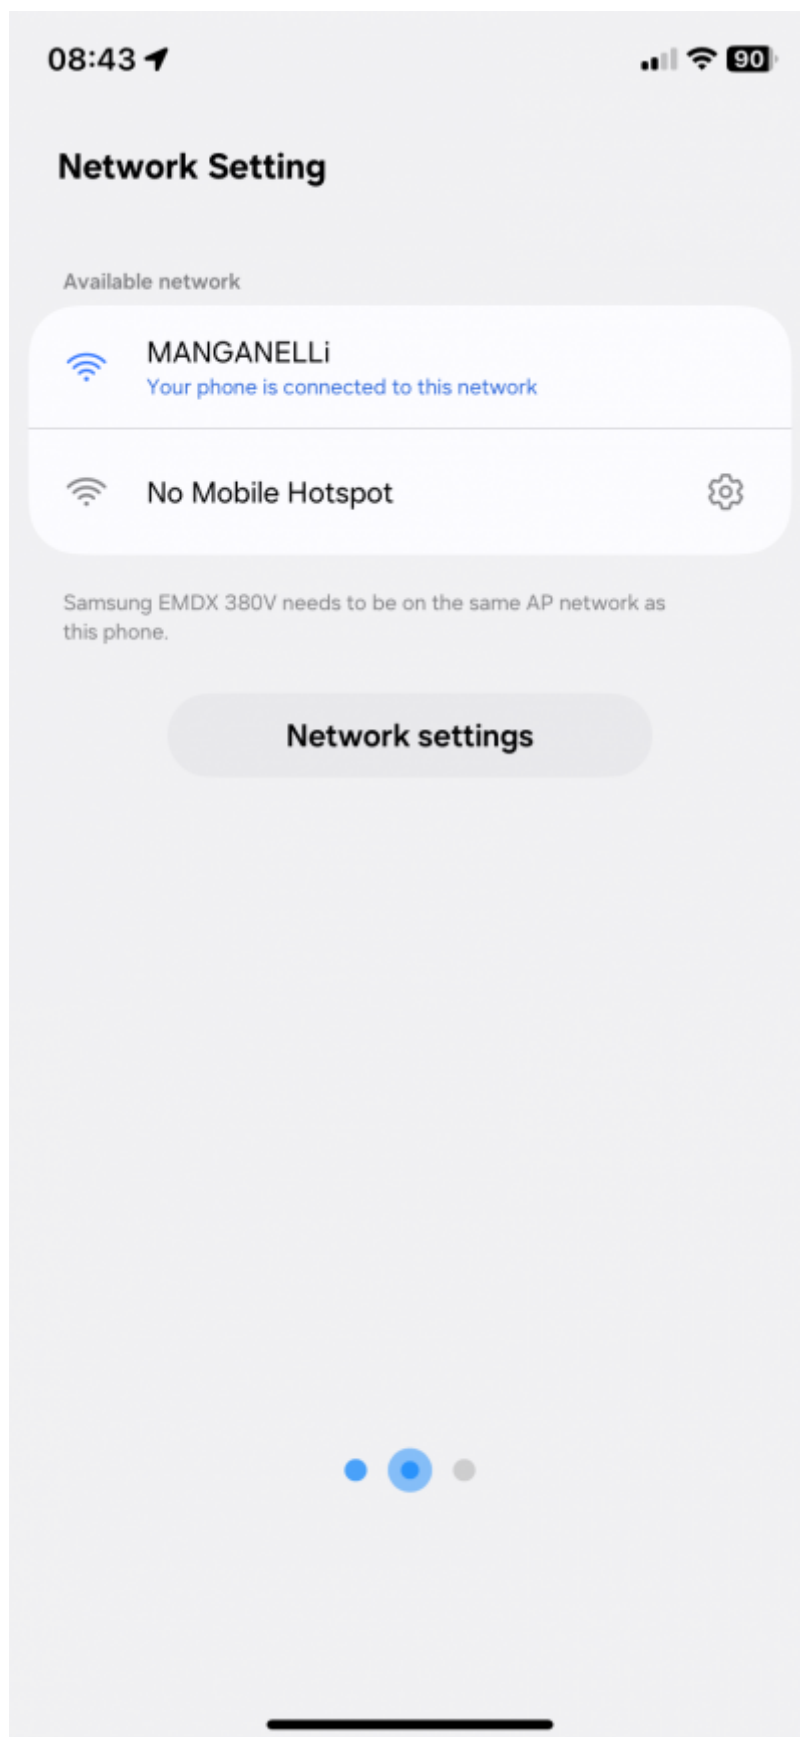 08:43
90
Network Setting
Available network
MANGANELLi
Your phone is connected to this network
No Mobile Hotspot
Samsung EMDX 380V needs to be on the same AP network as
this phone.
Network settings